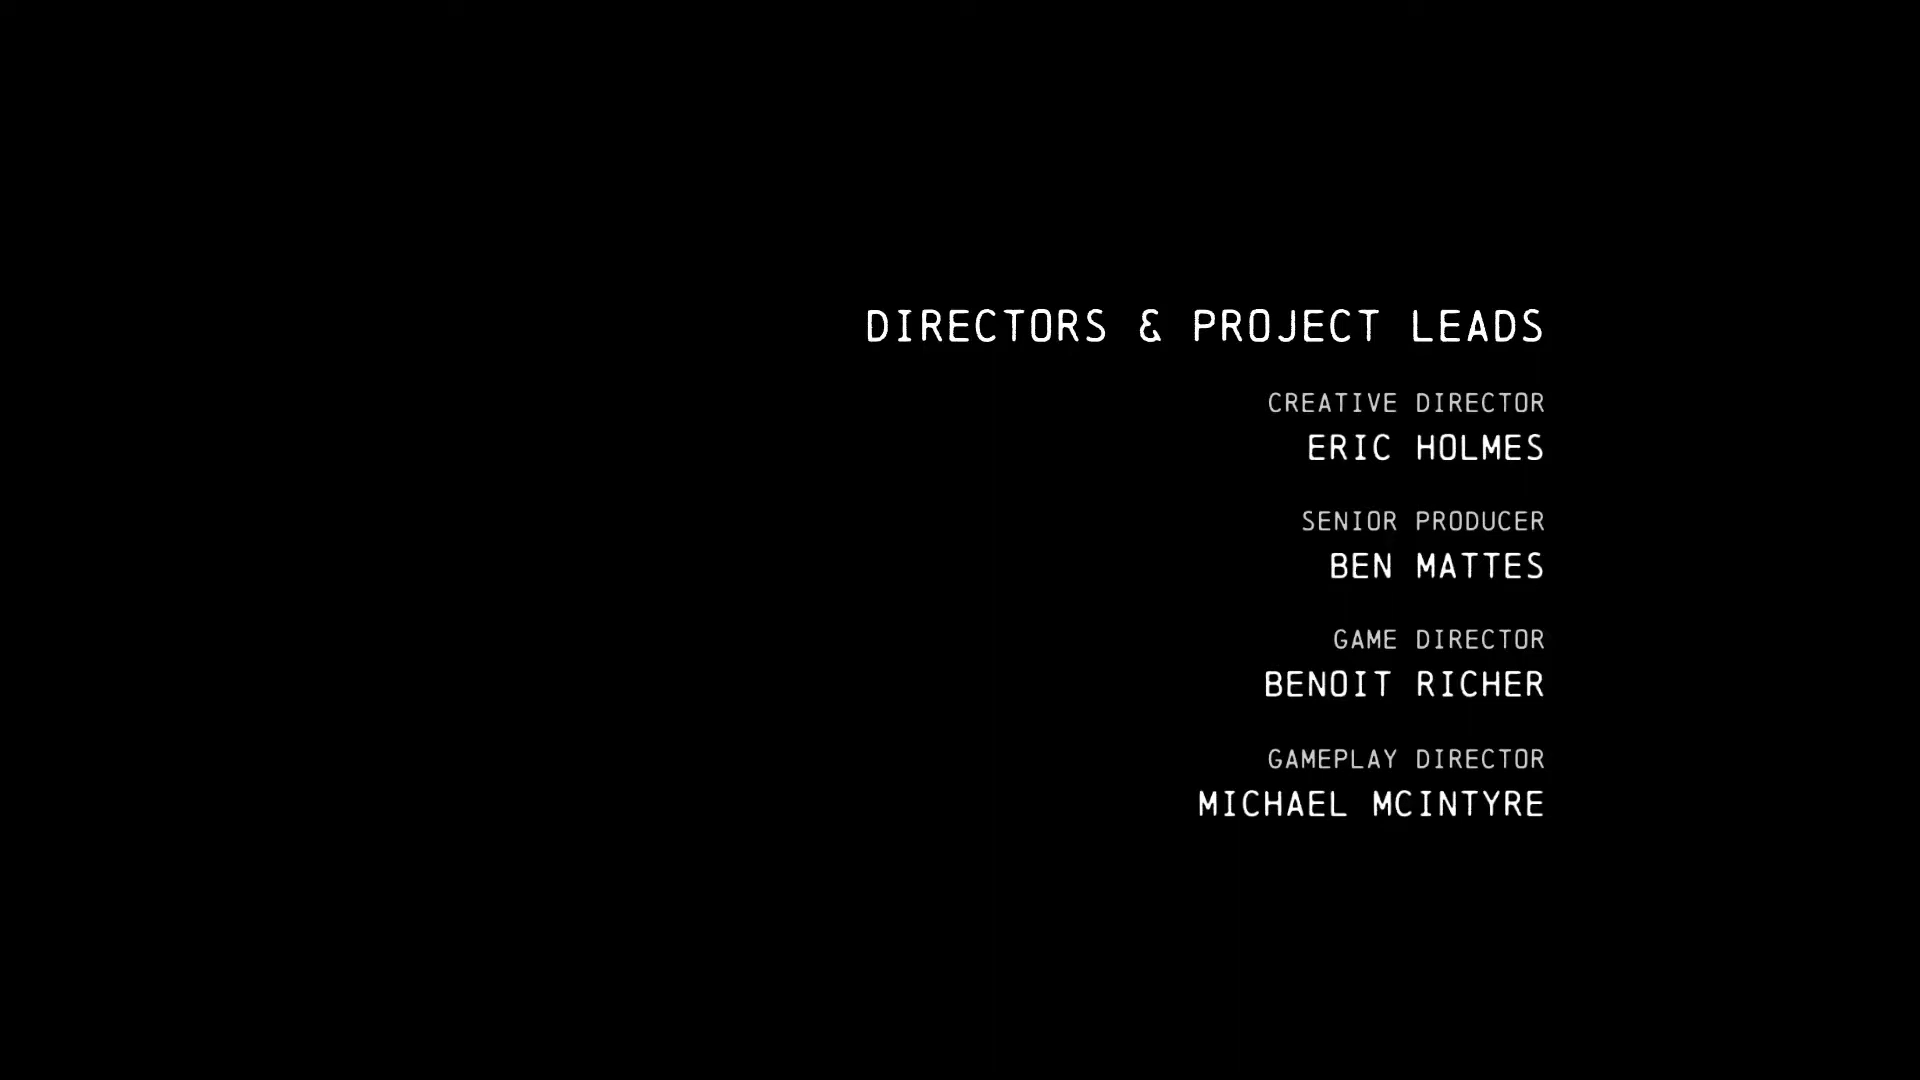 DIRECTORS & PROJECT LEADS
CREATIVE DIRECTOR
ERIC HOLMES
SENIOR PRODUCER
BEN MATTES
GAME DIRECTOR
BENOIT RICHER
GAMEPLAY DIRECTOR
MICHAEL MCINTYRE